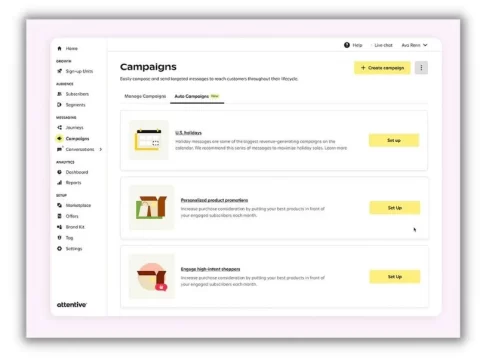 Help
Live chat
Ava Benn
Home
GROWTH
Sign-up Units
AUDIENCE
Subscribers
Segments
MESSAGING
Journeys
Campaigns
Conversations
ANALYTICS
Dashboard
Reports
SETUP
Marketplace
Offers
Brand Kit
Tag
Settings
attentive
Campaigns
Easily compose and send targeted messages to reach customers throughout their lifecycle.
+ Create campaign
Manage Campaigns
Auto Campaigns New
U.S. holidays
Holiday messages are some of the biggest revenue-generating campaigns on the
calendar. We recommend this series of messages to maximize holiday sales. Learn more
Set up
Personalized product promotions
Increase purchase consideration by putting your best products in front of
your engaged subscribers each month.
Set Up
Engage high-intent shoppers
Increase purchase consideration by putting your best products in front of
your engaged subscribers each month.
Set Up